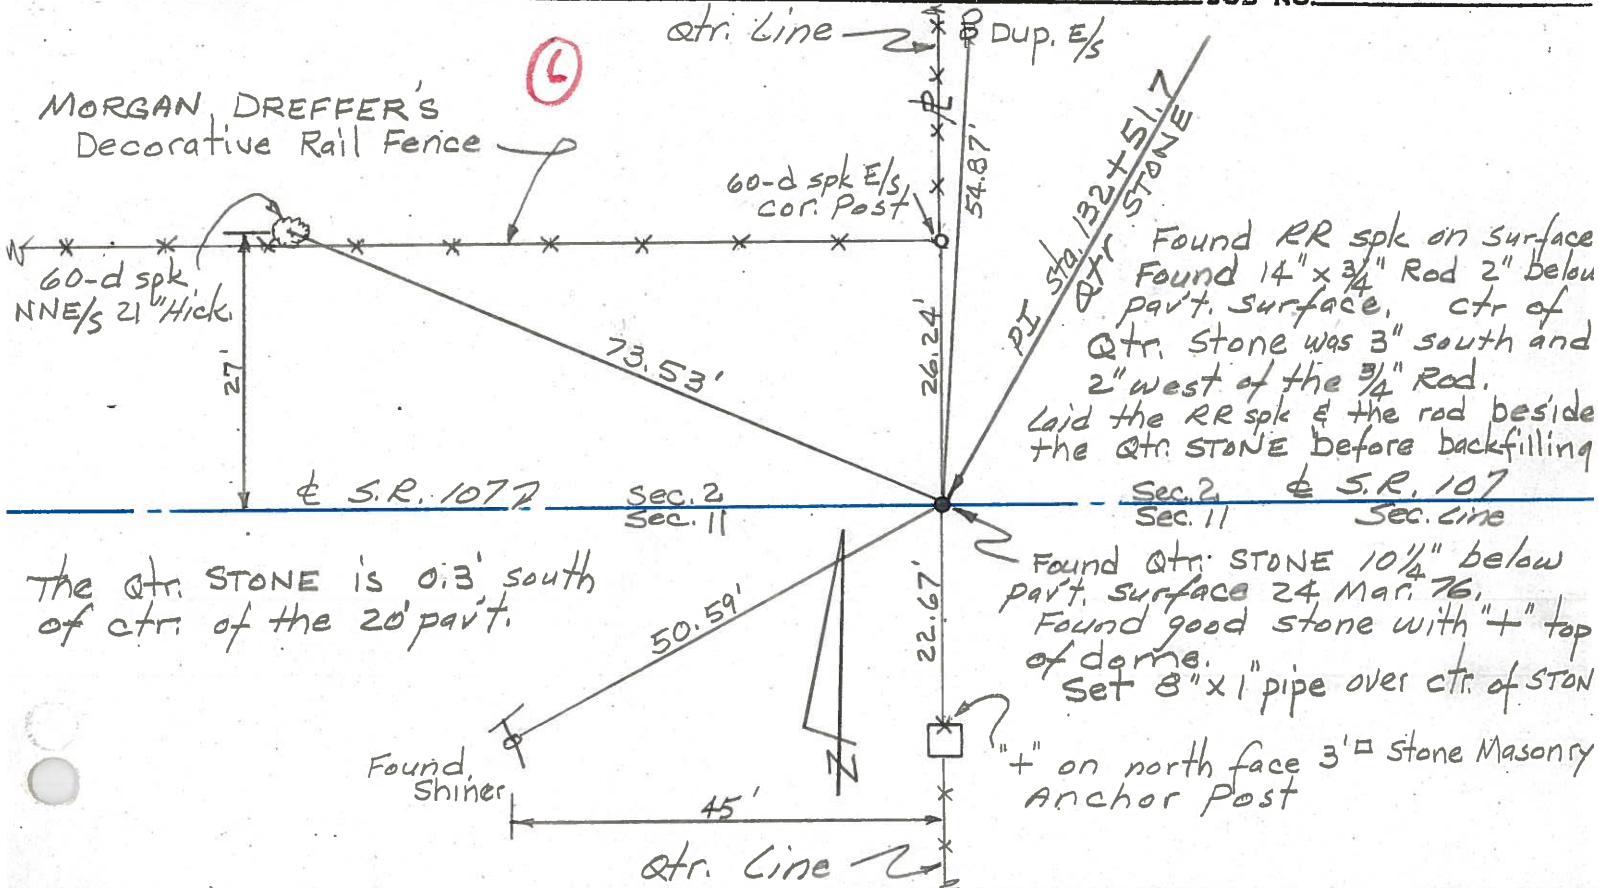 JOB NO.
Qtr. Line
Dup. E/s
6
MORGAN DREFFER'S
Decorative Rail Fence
60-d spk E/s
cor. Post
54.87'
PI Sta. 132+51.7
Qtr STONE
60-d spk
NNE/s 21" Hick.
27'
73.53'
26.24'
Found RR spk on surface
Found 14" x 3/4" Rod 2" below
pav't. surface. ctr of
Qtr. Stone was 3" south and
2" west of the 3/4" Rod.
Laid the RR spk & the rod beside
the Qtr. STONE before backfilling
℄ S.R. 107
Sec. 2
Sec. 11
Sec. 2
Sec. 11
℄ S.R. 107
Sec. Line
The Qtr. STONE is 0.3' south
of ctr. of the 20' pav't.
Found Qtr. STONE 10 1/4" below
pav't. surface 24 Mar. 76.
Found good stone with "+" top
of dome.
Set 8" x 1" pipe over ctr. of STON
50.59'
22.67'
N
Found
Shiner
45'
"+" on north face 3'□ Stone Masonry
Anchor Post
Qtr. Line